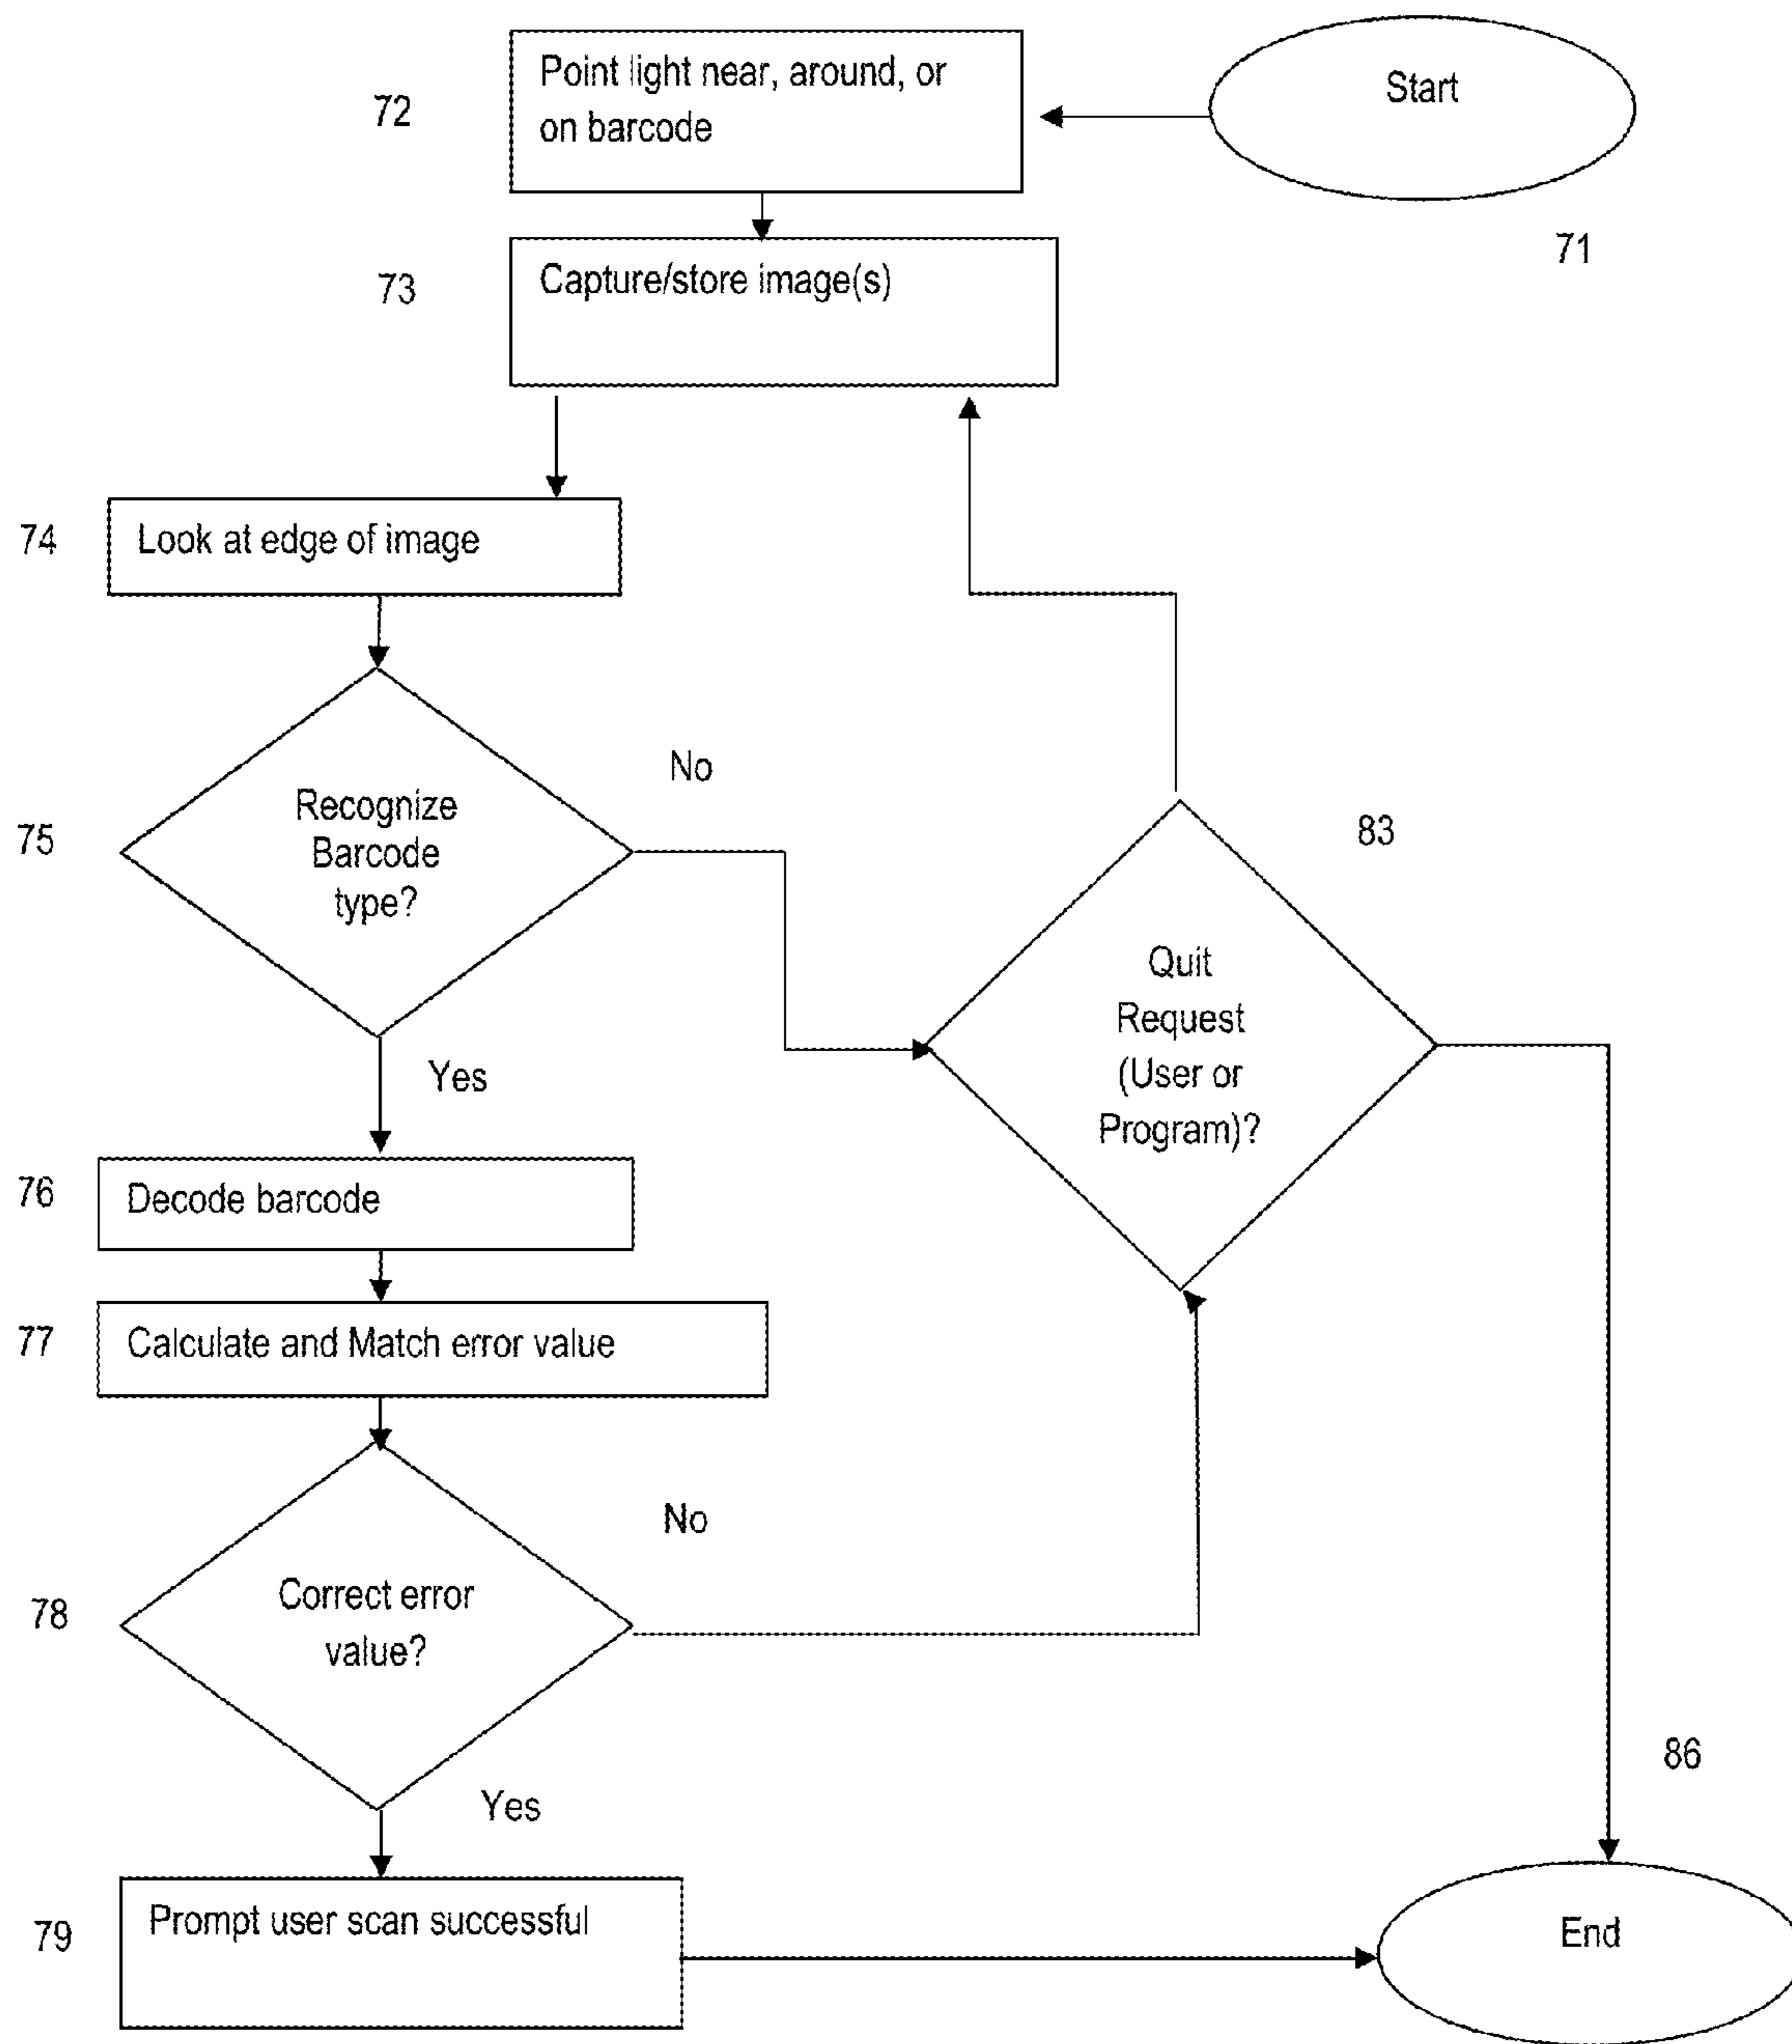 Start
71
72
Point light near, around, or
on barcode
73
Capture/store image(s)
74
Look at edge of image
75
Recognize
Barcode
type?
No
Yes
83
Quit
Request
(User or
Program)?
76
Decode barcode
77
Calculate and Match error value
78
Correct error
value?
No
Yes
79
Prompt user scan successful
86
End